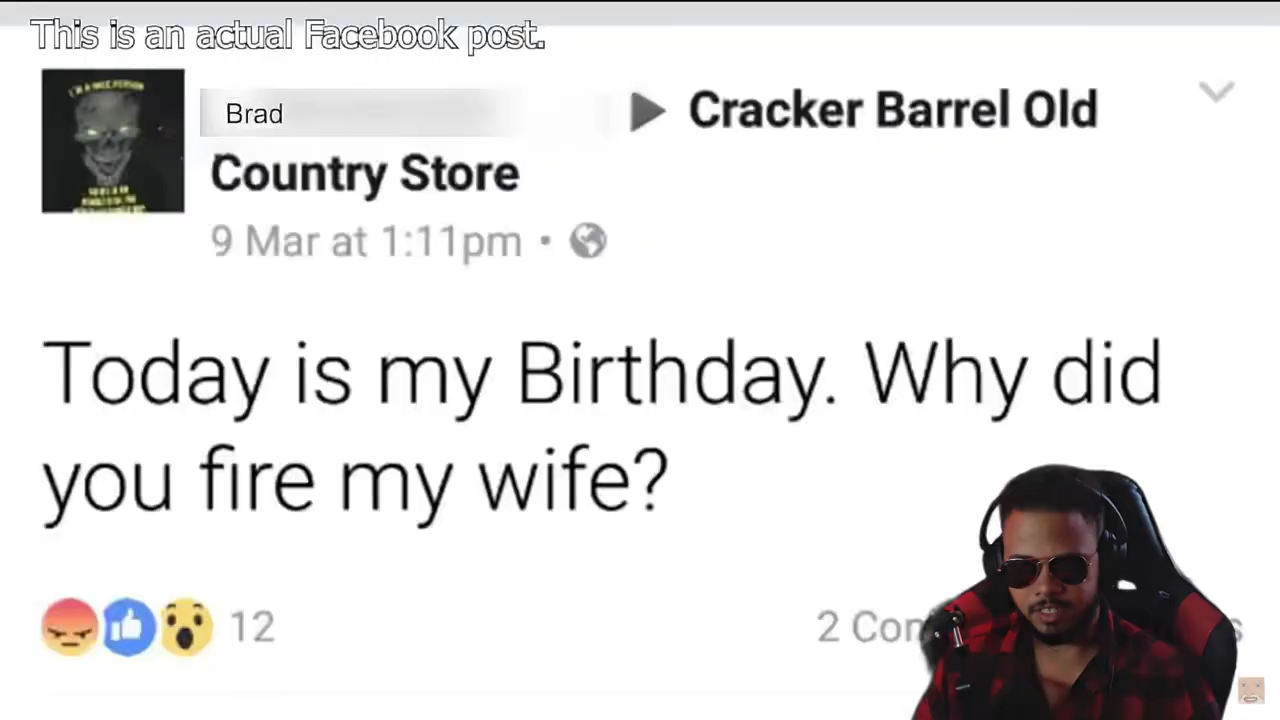 This is an actual Facebook post.
Brad ▶ Cracker Barrel Old
Country Store
9 Mar at 1:11pm •
Today is my Birthday. Why did
you fire my wife?
12
2